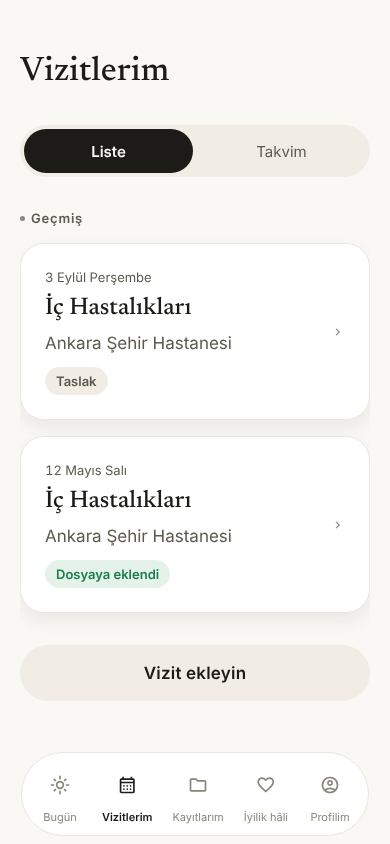 Vizitlerim
Liste
Takvim
Geçmiş
3 Eylül Perşembe
İç Hastalıkları
Ankara Şehir Hastanesi
Taslak
12 Mayıs Salı
İç Hastalıkları
Ankara Şehir Hastanesi
Dosyaya eklendi
Vizit ekleyin
Bugün
Vizitlerim
Kayıtlarım
İyilik hâli
Profilim